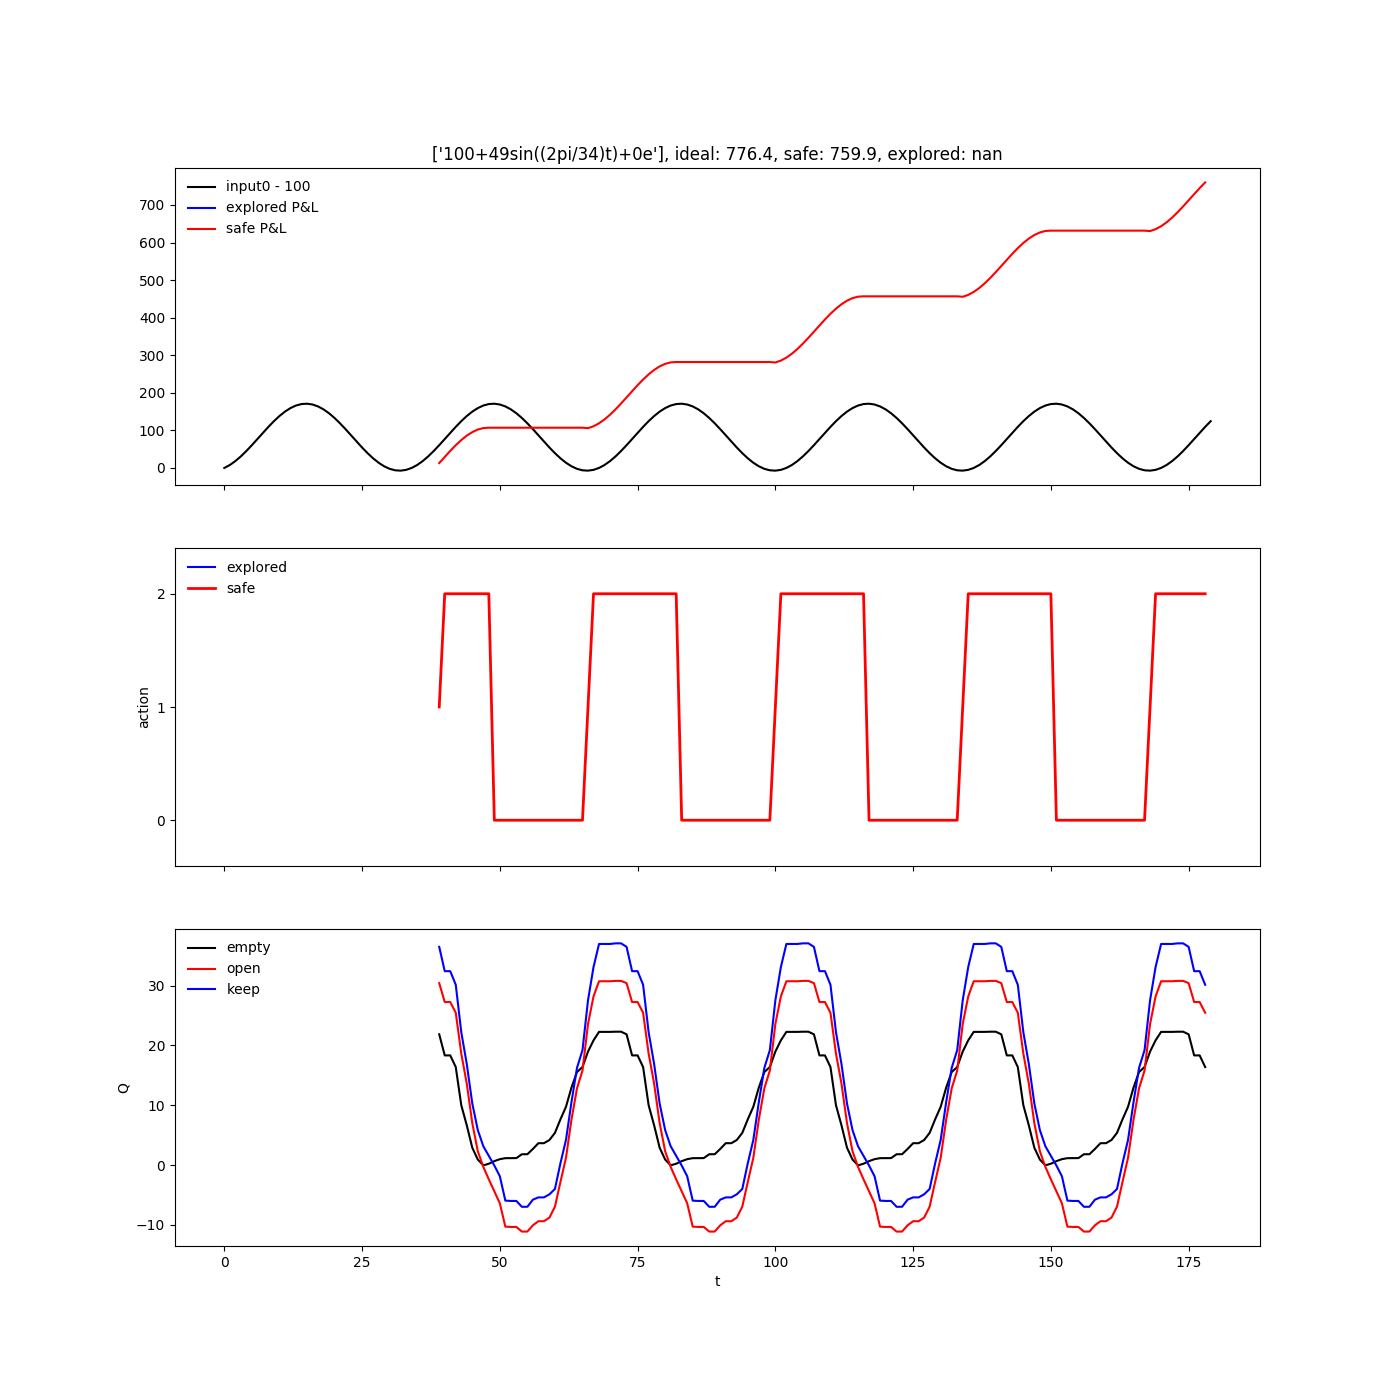 ['100+49sin((2pi/34)t)+0e'], ideal: 776.4, safe: 759.9, explored: nan
input0 - 100
explored P&L
safe P&L
700
600
500
400
300
200
100
0
explored
safe
2
1
0
action
empty
open
keep
30
20
10
0
−10
Q
0 25 50 75 100 125 150 175
t